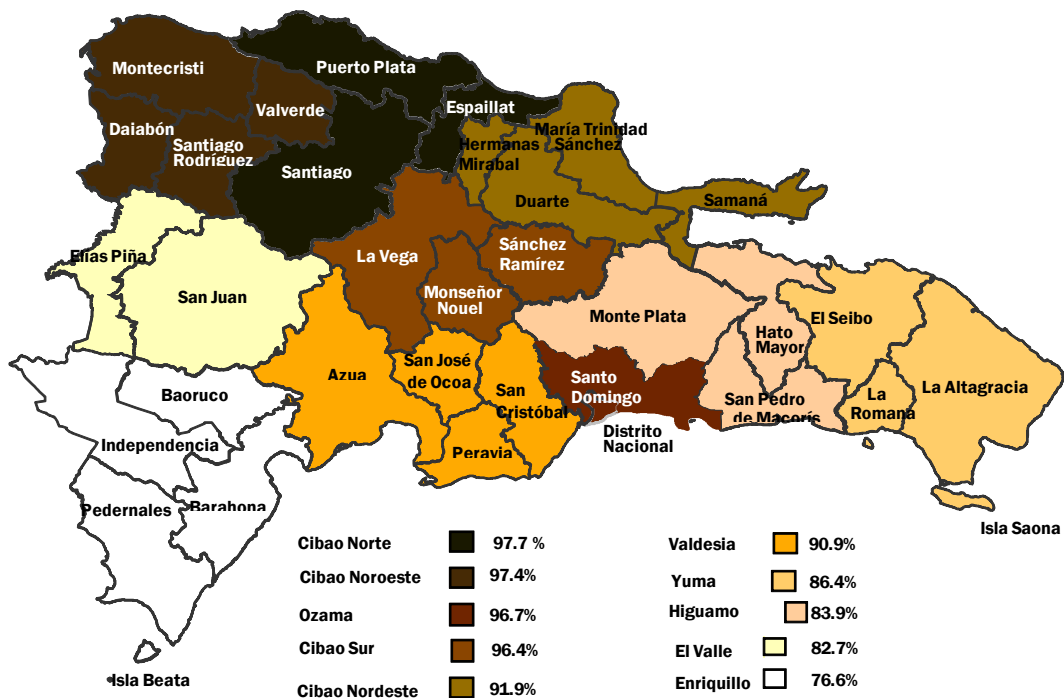 Montecristi
Puerto Plata
Valverde
Espaillat
Daiabón
Santiago
Rodríguez
Santiago
Hermanas
Mirabal
María Trinidad
Sánchez
Duarte
Samaná
Elías Piña
San Juan
La Vega
Sánchez
Ramírez
Monseñor
Nouel
Monte Plata
Hato
Mayor
El Seibo
La Altagracia
Azua
San José
de Ocoa
San
Cristóbal
Santo
Domingo
San Pedro
de Macorís
La
Romana
Baoruco
Independencia
Peravia
Distrito
Nacional
Pedernales
Barahona
Isla Saona
Isla Beata
Cibao Norte 97.7 %
Cibao Noroeste 97.4%
Ozama 96.7%
Cibao Sur 96.4%
Cibao Nordeste 91.9%
Valdesia 90.9%
Yuma 86.4%
Higuamo 83.9%
El Valle 82.7%
Enriquillo 76.6%